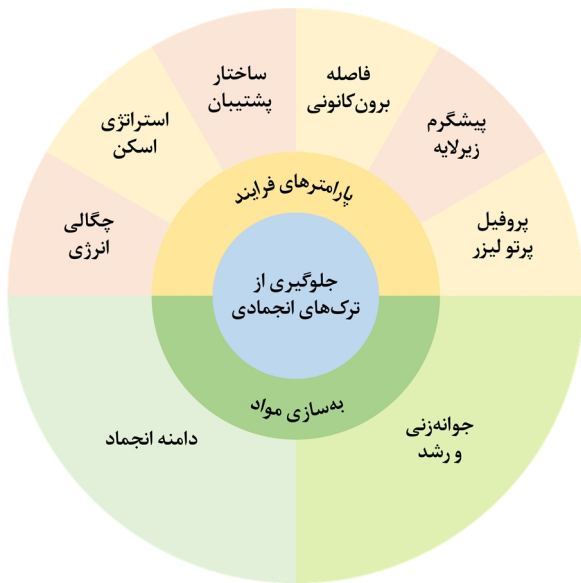 ساختار
پشتیبان
فاصله
برون‌کانونی
استراتژی
اسکن
پیشگرم
زیرلایه
چگالی
انرژی
پروفیل
پرتو لیزر
پارامترهای فرایند
جلوگیری از
ترک‌های انجمادی
به‌سازی مواد
دامنه انجماد
جوانه‌زنی
و رشد